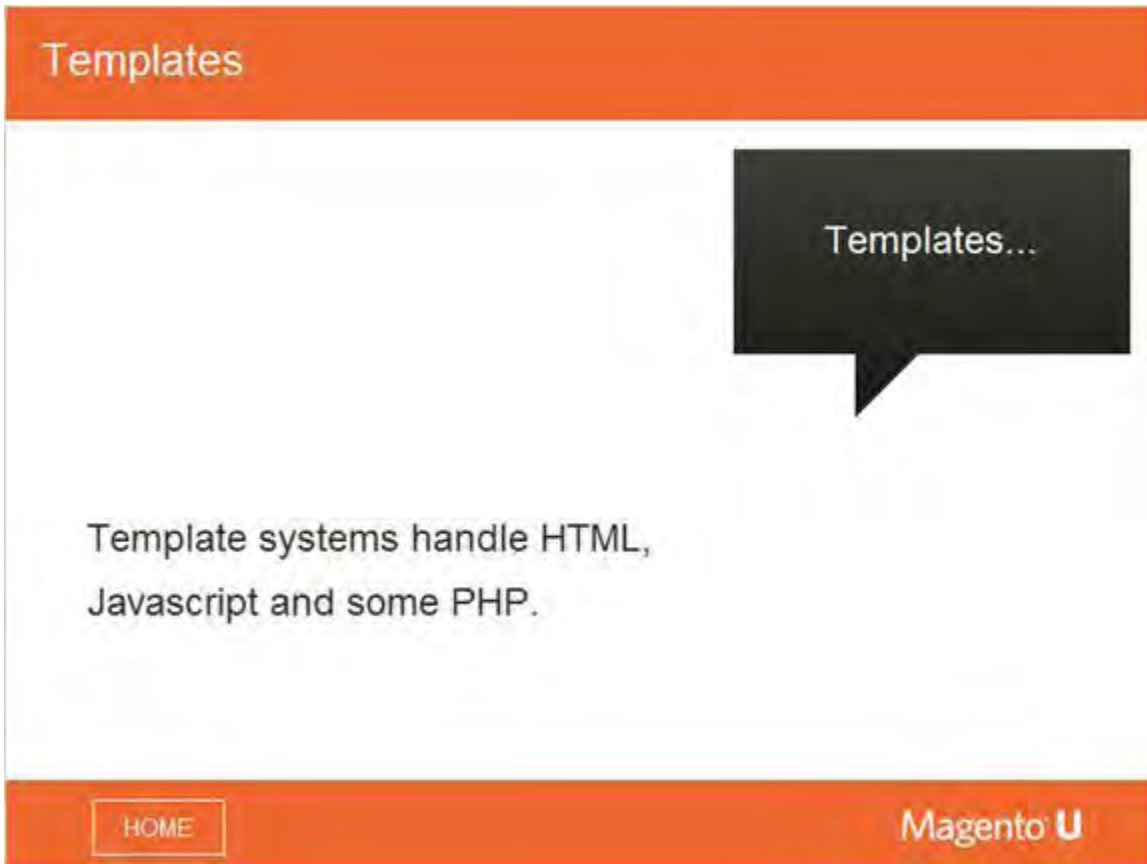 Templates
Templates...
Template systems handle HTML,
Javascript and some PHP.
HOME
Magento U